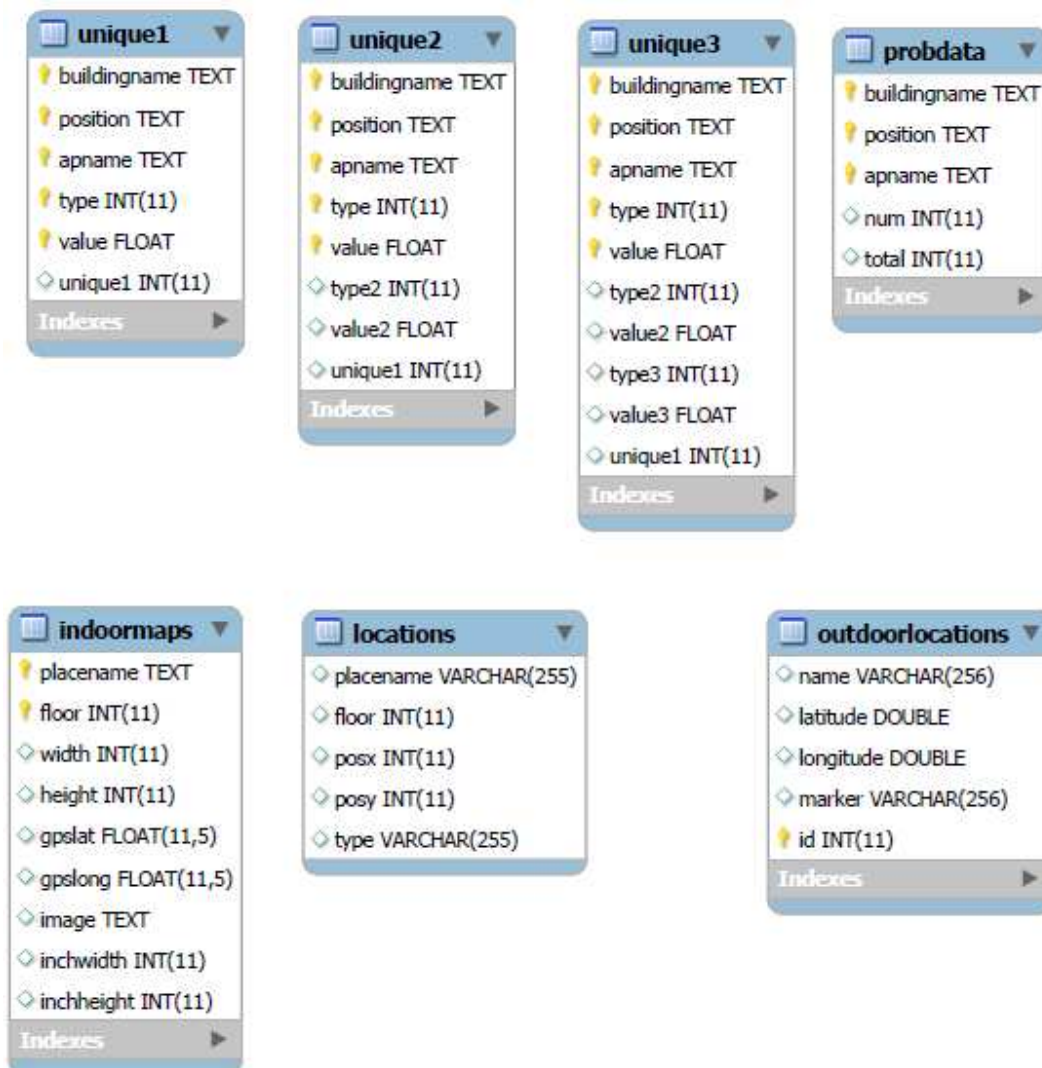 unique1
buildingname TEXT
position TEXT
apname TEXT
type INT(11)
value FLOAT
unique1 INT(11)
Indexes
unique2
buildingname TEXT
position TEXT
apname TEXT
type INT(11)
value FLOAT
type2 INT(11)
value2 FLOAT
unique1 INT(11)
Indexes
unique3
buildingname TEXT
position TEXT
apname TEXT
type INT(11)
value FLOAT
type2 INT(11)
value2 FLOAT
type3 INT(11)
value3 FLOAT
unique1 INT(11)
Indexes
probdata
buildingname TEXT
position TEXT
apname TEXT
num INT(11)
total INT(11)
Indexes
indoormaps
placename TEXT
floor INT(11)
width INT(11)
height INT(11)
gpslat FLOAT(11,5)
gpslong FLOAT(11,5)
image TEXT
inchwidth INT(11)
inchheight INT(11)
Indexes
locations
placename VARCHAR(255)
floor INT(11)
posx INT(11)
posy INT(11)
type VARCHAR(255)
outdoorlocations
name VARCHAR(256)
latitude DOUBLE
longitude DOUBLE
marker VARCHAR(256)
id INT(11)
Indexes